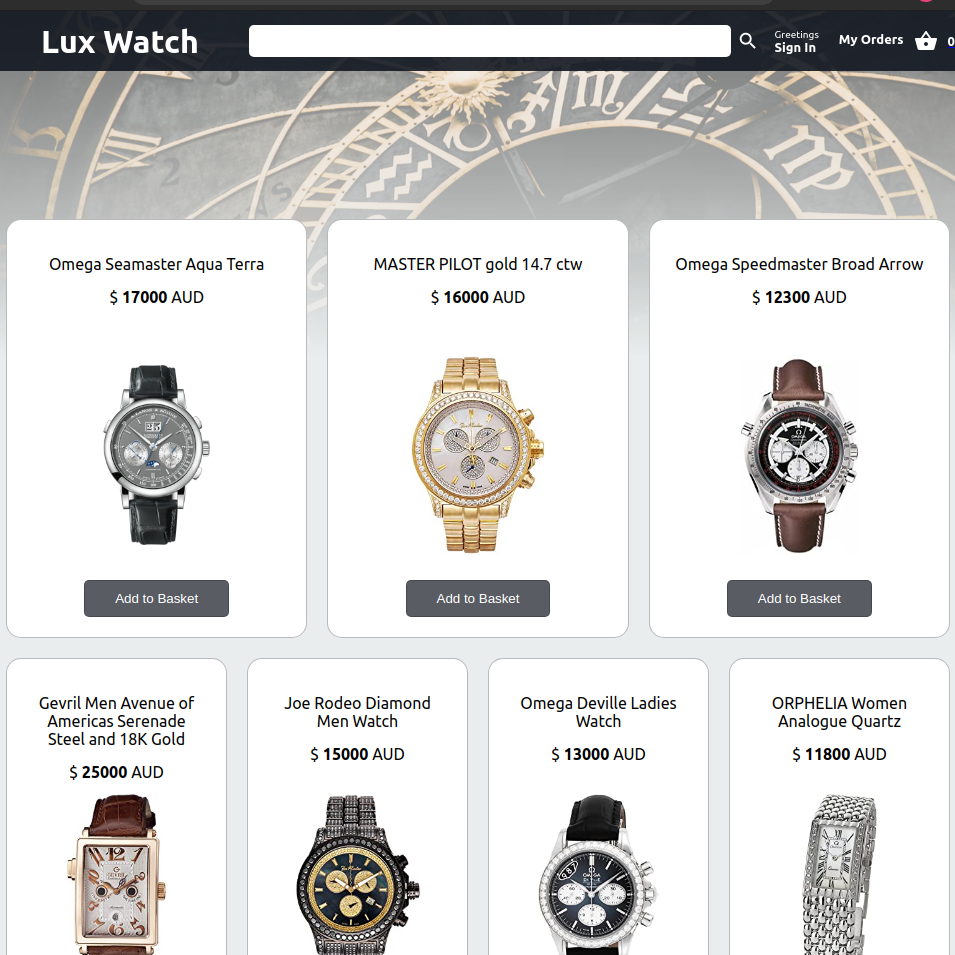 Lux Watch
Greetings
Sign In
My Orders
0
Omega Seamaster Aqua Terra
$ 17000 AUD
Add to Basket
MASTER PILOT gold 14.7 ctw
$ 16000 AUD
Add to Basket
Omega Speedmaster Broad Arrow
$ 12300 AUD
Add to Basket
Gevril Men Avenue of
Americas Serenade
Steel and 18K Gold
$ 25000 AUD
Joe Rodeo Diamond
Men Watch
$ 15000 AUD
Omega Deville Ladies
Watch
$ 13000 AUD
ORPHELIA Women
Analogue Quartz
$ 11800 AUD